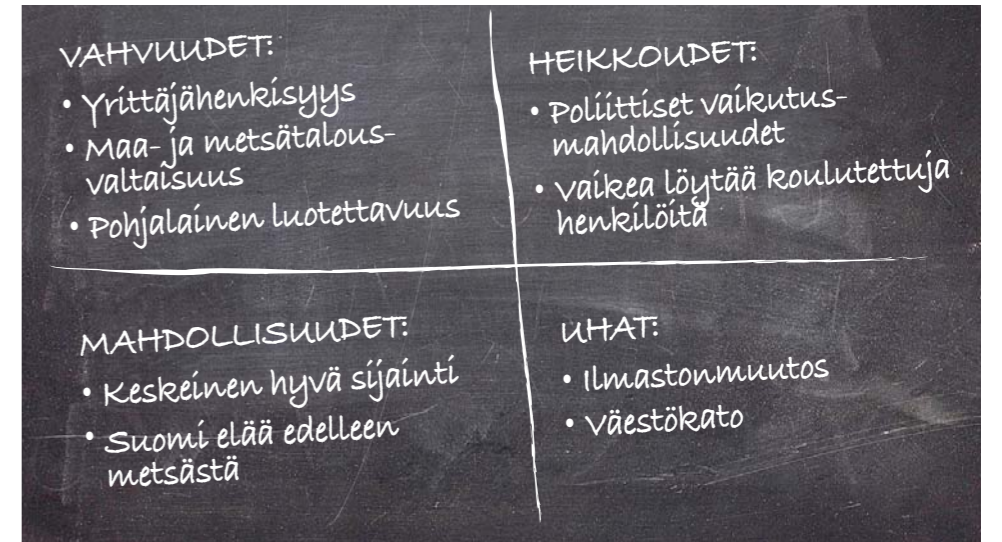 VAHVUUDET:
• Yrittäjähenkisyys
• Maa- ja metsätalous-
valtaisuus
• Pohjalainen luotettavuus
HEIKKOUDET:
• Poliittiset vaikutus-
mahdollisuudet
• Vaikea löytää koulutettuja
henkilöitä
MAHDOLLISUUDET:
• Keskeinen hyvä sijainti
• Suomi elää edelleen
metsästä
UHAT:
• Ilmastonmuutos
• Väestökato